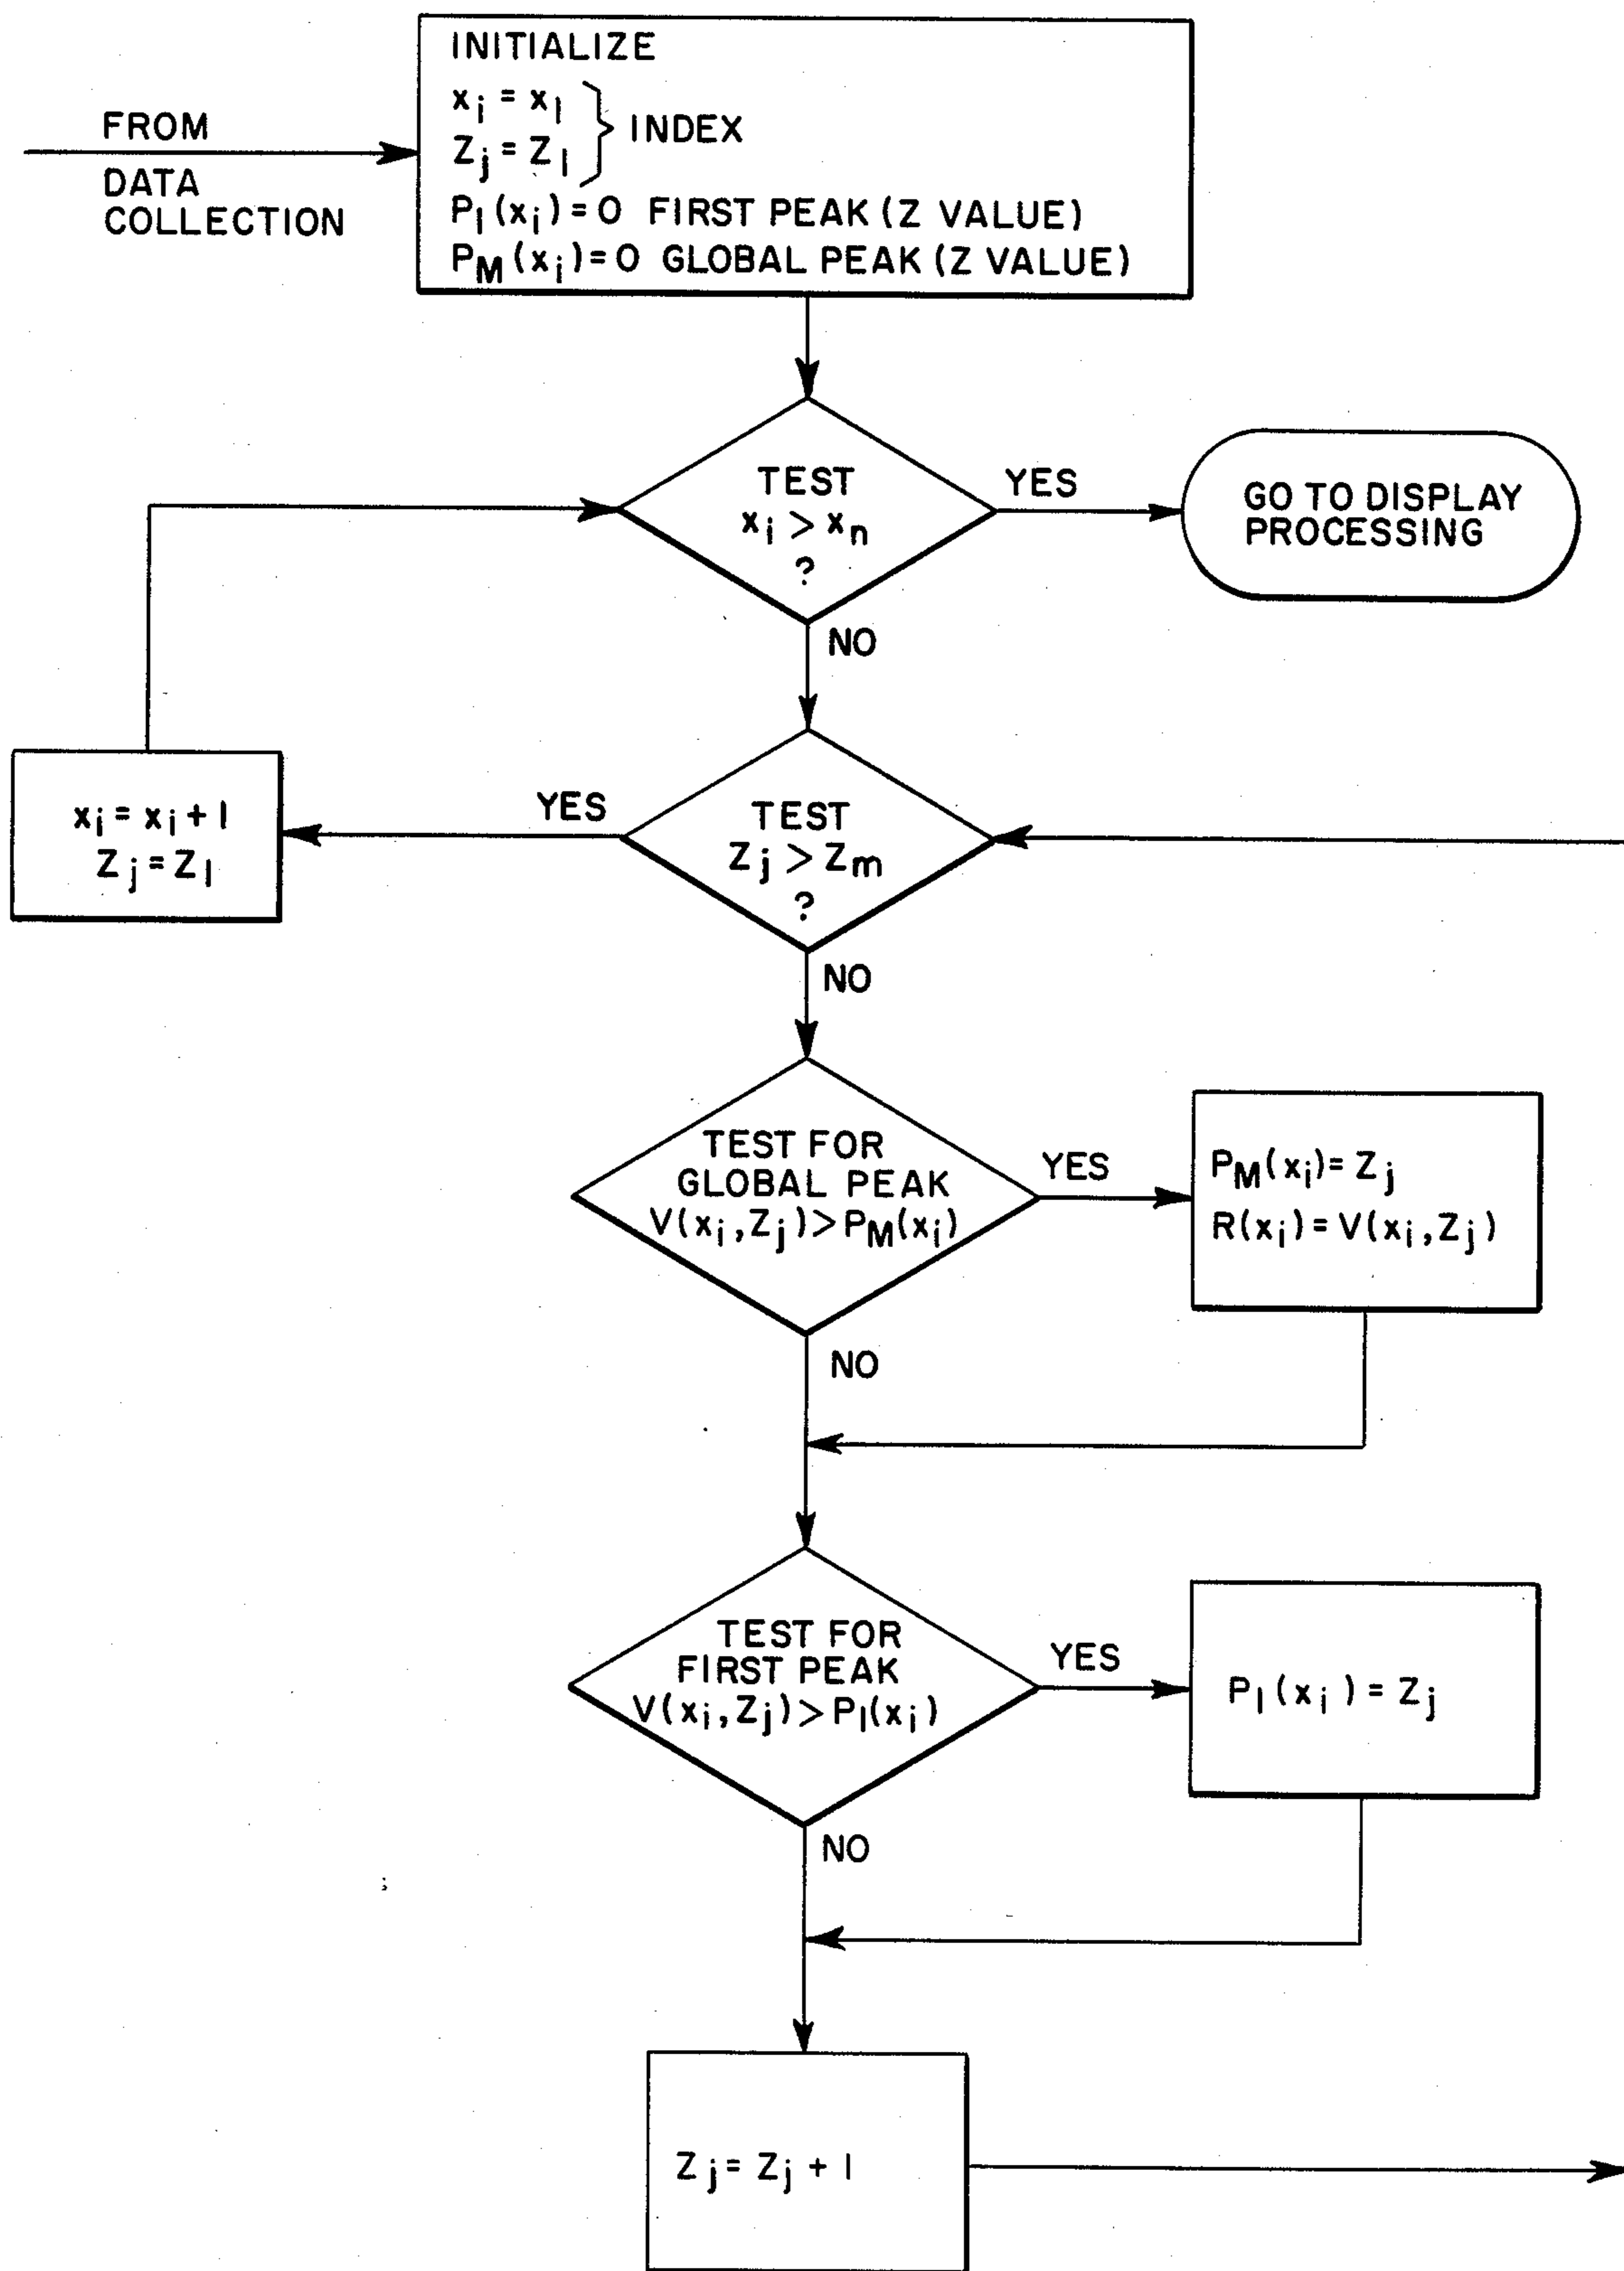 INITIALIZE
xi = x1
Zj = Z1
} INDEX
P1(xi)=0 FIRST PEAK (Z VALUE)
PM(xi)=0 GLOBAL PEAK (Z VALUE)
FROM
DATA
COLLECTION
TEST
xi > xn
?
YES
GO TO DISPLAY
PROCESSING
NO
xi = xi + 1
Zj = Z1
YES
TEST
Zj > Zm
?
NO
TEST FOR
GLOBAL PEAK
V(xi,Zj) > PM(xi)
YES
PM(xi)=Zj
R(xi)=V(xi,Zj)
NO
TEST FOR
FIRST PEAK
V(xi,Zj) > P1(xi)
YES
P1(xi)=Zj
NO
Zj = Zj + 1